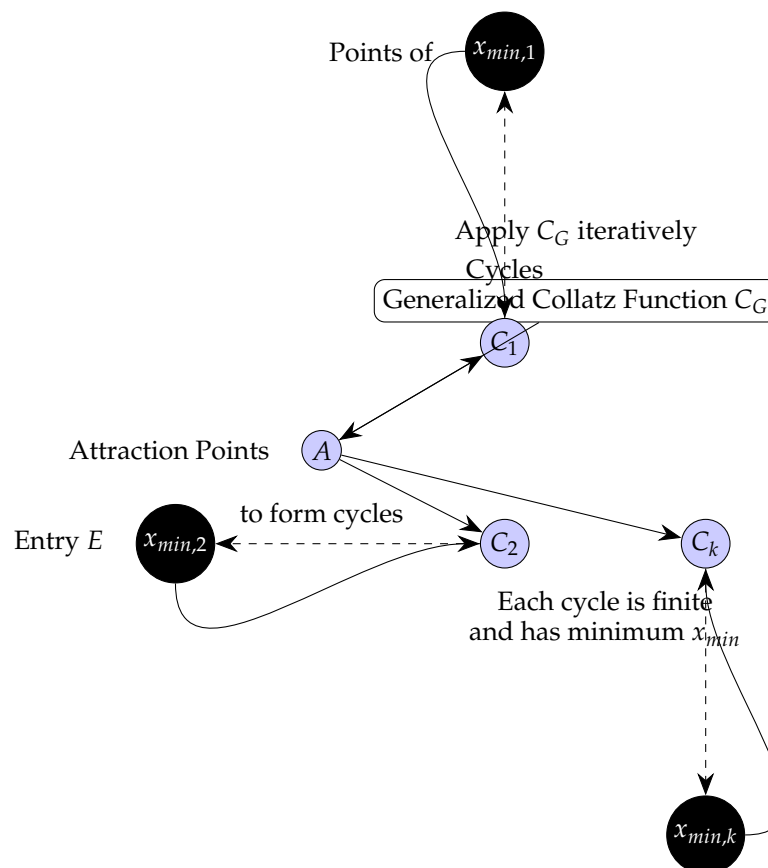 Points of
x_{min,1}
Apply C_G iteratively
Cycles
Generalized Collatz Function C_G
C_1
Attraction Points
A
to form cycles
Entry E
x_{min,2}
C_2
C_k
Each cycle is finite
and has minimum x_{min}
x_{min,k}